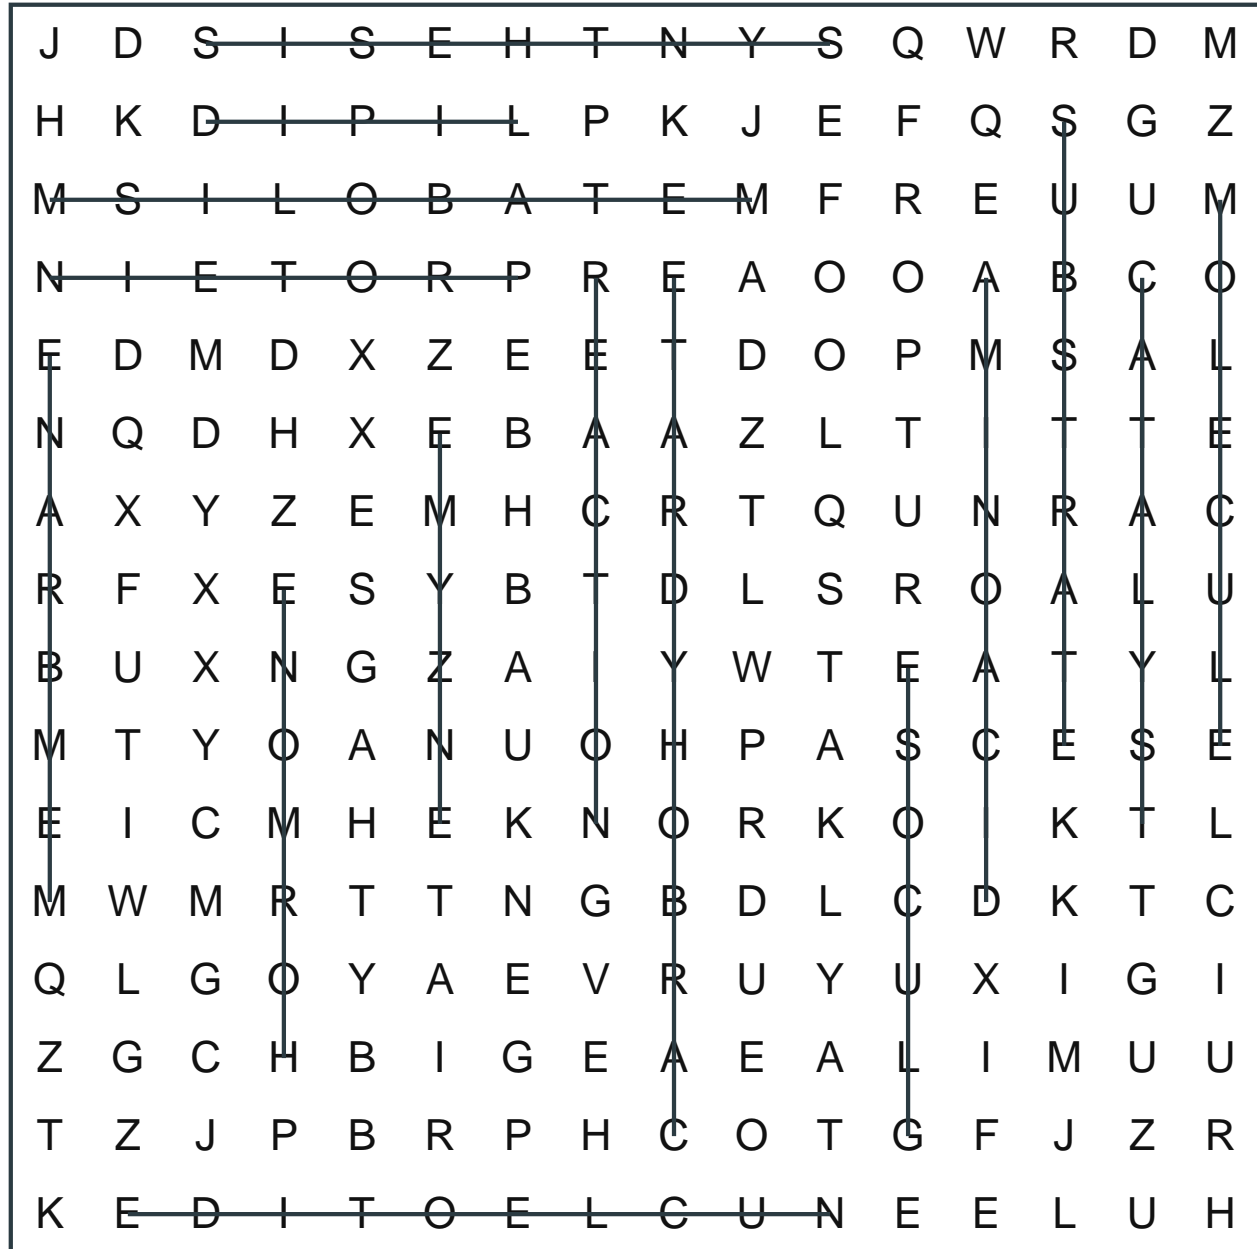 J D S I S E H T N Y S Q W R D M
H K D I P I L P K J E F Q S G Z
M S I L O B A T E M F R E U U M
N I E T O R P R E A O O A B C O
E D M D X Z E E T D O P M S A L
N Q D H X E B A A Z L T I T T E
A X Y Z E M H C R T Q U N R A C
R F X E S Y B T D L S R O A L U
B U X N G Z A I Y W T E A T Y L
M T Y O A N U O H P A S C E S E
E I C M H E K N O R K O I K T L
M W M R T T N G B D L C D K T C
Q L G O Y A E V R U Y U X I G I
Z G C H B I G E A E A L I M U U
T Z J P B R P H C O T G F J Z R
K E D I T O E L C U N E E L U H